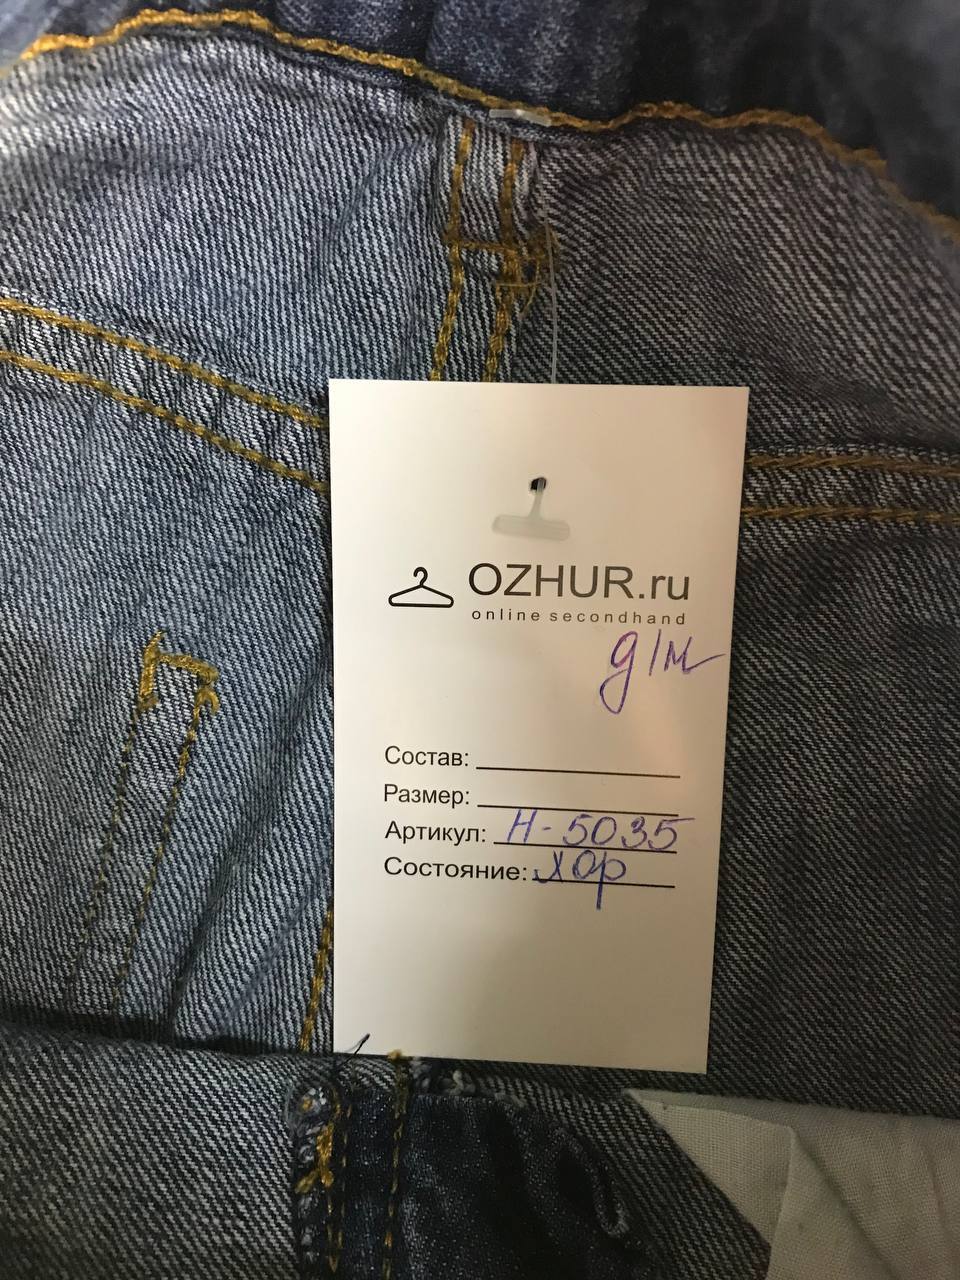 OZHUR.ru
online secondhand
д/м
Состав:
Размер:
Артикул: Н-5035
Состояние: хор